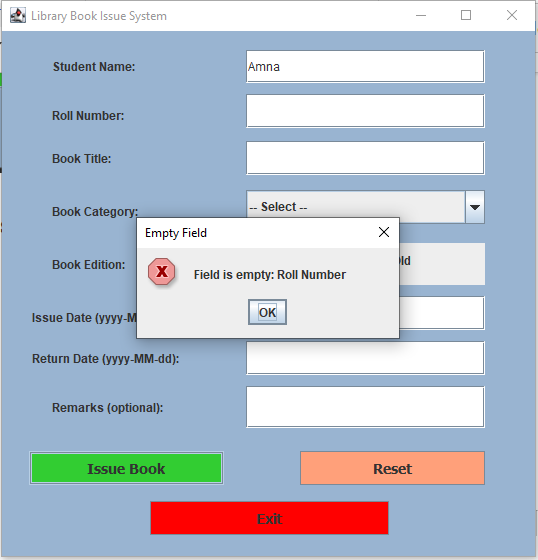 Library Book Issue System
Student Name:
Amna
Roll Number:
Book Title:
Book Category:
-- Select --
Empty Field
Field is empty: Roll Number
OK
Book Edition:
Issue Date (yyyy-M
Return Date (yyyy-MM-dd):
Remarks (optional):
Issue Book
Reset
Exit